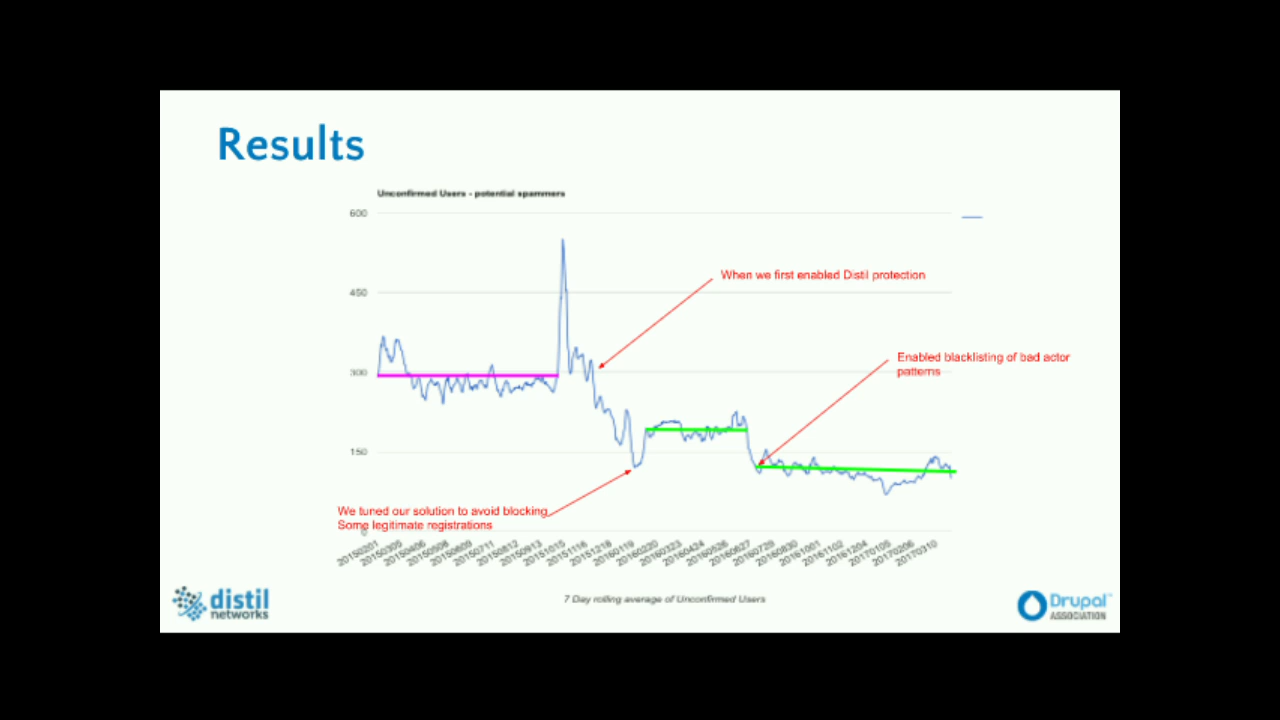 Results
Unconfirmed Users - potential spammers
600
When we first enabled Distil protection
450
Enabled blacklisting of bad actor
patterns
300
150
We tuned our solution to avoid blocking
Some legitimate registrations
0
20150201
20150305
20150406
20150508
20150609
20150711
20150812
20150913
20151015
20151116
20151218
20160119
20160220
20160323
20160424
20160526
20160627
20160729
20160830
20161001
20161102
20161204
20170105
20170206
20170310
7 Day rolling average of Unconfirmed Users
distil
networks
Drupal™
ASSOCIATION